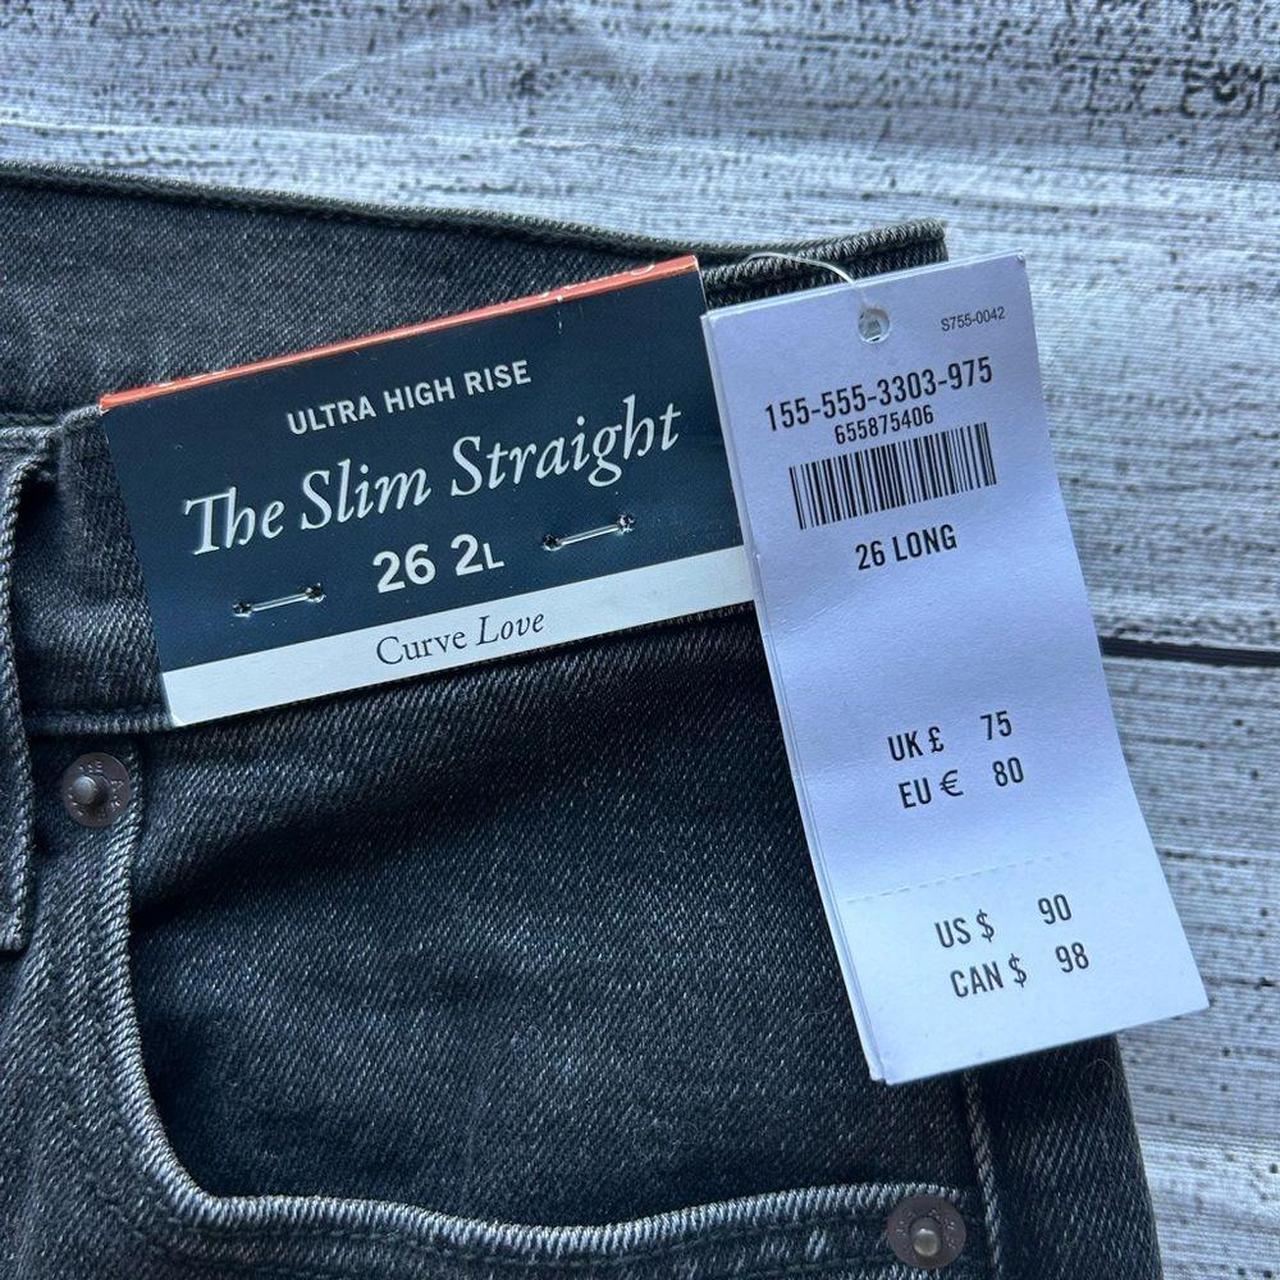 ULTRA HIGH RISE
The Slim Straight
26 2L
Curve Love
S755-0042
155-555-3303-975
655875406
26 LONG
UK £ 75
EU € 80
US $ 90
CAN $ 98